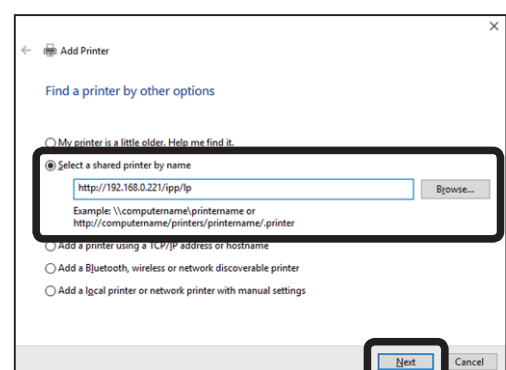 Add Printer
Find a printer by other options
My printer is a little older. Help me find it.
Select a shared printer by name
http://192.168.0.221/ipp/lp
Browse...
Example: \\computername\printername or
http://computername/printers/printername/.printer
Add a printer using a TCP/IP address or hostname
Add a Bluetooth, wireless or network discoverable printer
Add a local printer or network printer with manual settings
Next
Cancel